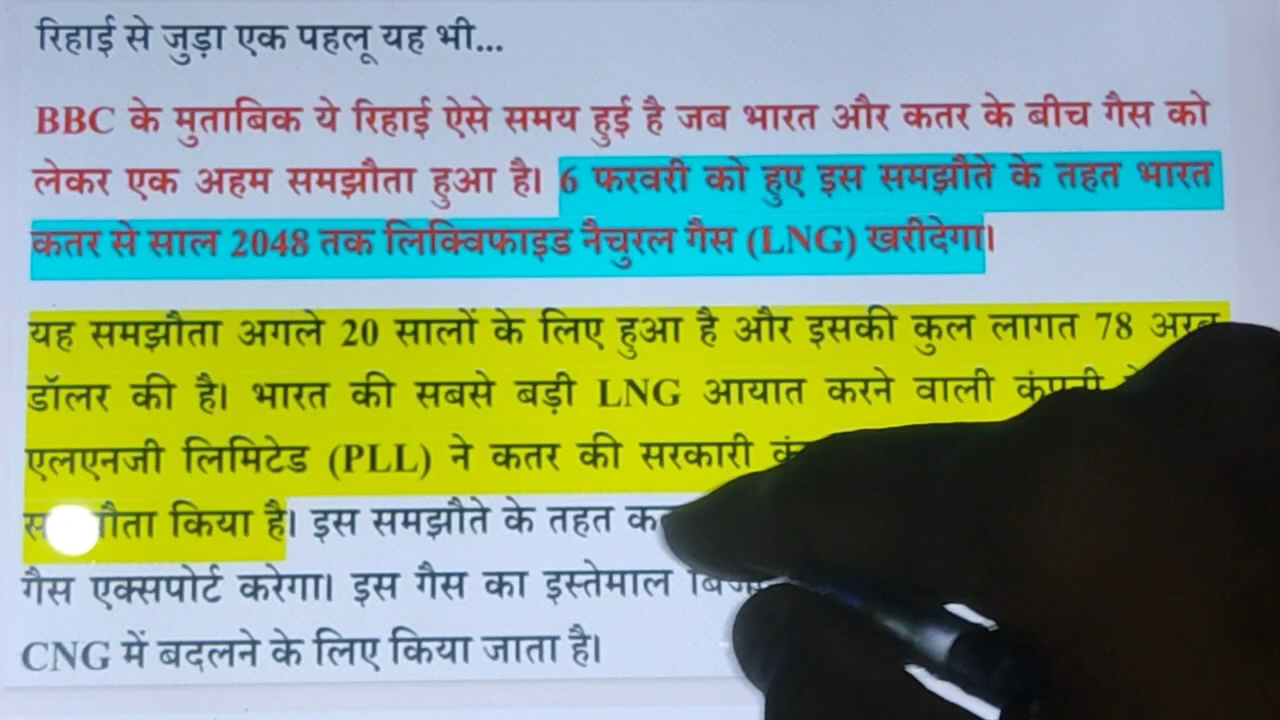 रिहाई से जुड़ा एक पहलू यह भी...
BBC के मुताबिक ये रिहाई ऐसे समय हुई है जब भारत और कतर के बीच गैस को
लेकर एक अहम समझौता हुआ है। 6 फरवरी को हुए इस समझौते के तहत भारत
कतर से साल 2048 तक लिक्विफाइड नैचुरल गैस (LNG) खरीदेगा।
यह समझौता अगले 20 सालों के लिए हुआ है और इसकी कुल लागत 78 अरब
डॉलर की है। भारत की सबसे बड़ी LNG आयात करने वाली कंपनी
एलएनजी लिमिटेड (PLL) ने कतर की सरकारी
किया है। इस समझौते के तहत
गैस एक्सपोर्ट करेगा। इस गैस का इस्तेमाल
CNG में बदलने के लिए किया जाता है।